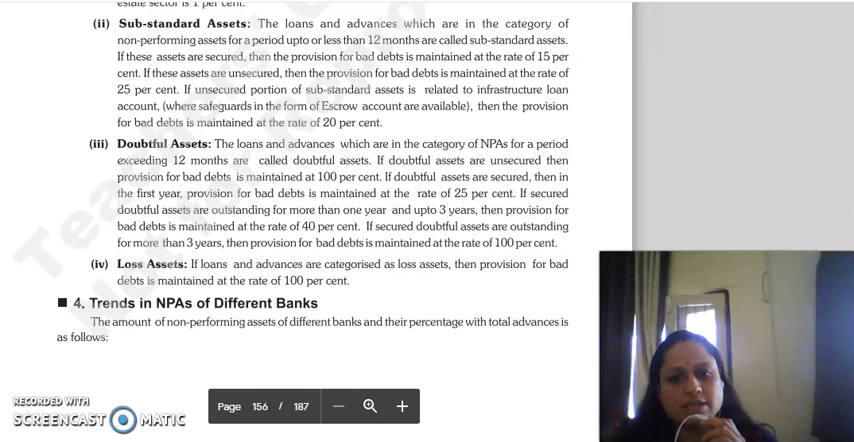 estate sector is 1 per cent.
(ii) Sub-standard Assets: The loans and advances which are in the category of
non-performing assets for a period upto or less than 12 months are called sub-standard assets.
If these assets are secured, then the provision for bad debts is maintained at the rate of 15 per
cent. If these assets are unsecured, then the provision for bad debts is maintained at the rate of
25 per cent. If unsecured portion of sub-standard assets is related to infrastructure loan
account, (where safeguards in the form of Escrow account are available), then the provision
for bad debts is maintained at the rate of 20 per cent.
(iii) Doubtful Assets: The loans and advances which are in the category of NPAs for a period
exceeding 12 months are called doubtful assets. If doubtful assets are unsecured then
provision for bad debts is maintained at 100 per cent. If doubtful assets are secured, then in
the first year, provision for bad debts is maintained at the rate of 25 per cent. If secured
doubtful assets are outstanding for more than one year and upto 3 years, then provision for
bad debts is maintained at the rate of 40 per cent. If secured doubtful assets are outstanding
for more than 3 years, then provision for bad debts is maintained at the rate of 100 per cent.
(iv) Loss Assets: If loans and advances are categorised as loss assets, then provision for bad
debts is maintained at the rate of 100 per cent.
■ 4. Trends in NPAs of Different Banks
The amount of non-performing assets of different banks and their percentage with total advances is
as follows:
Page 156 / 187
RECORDED WITH
SCREENCAST MATIC